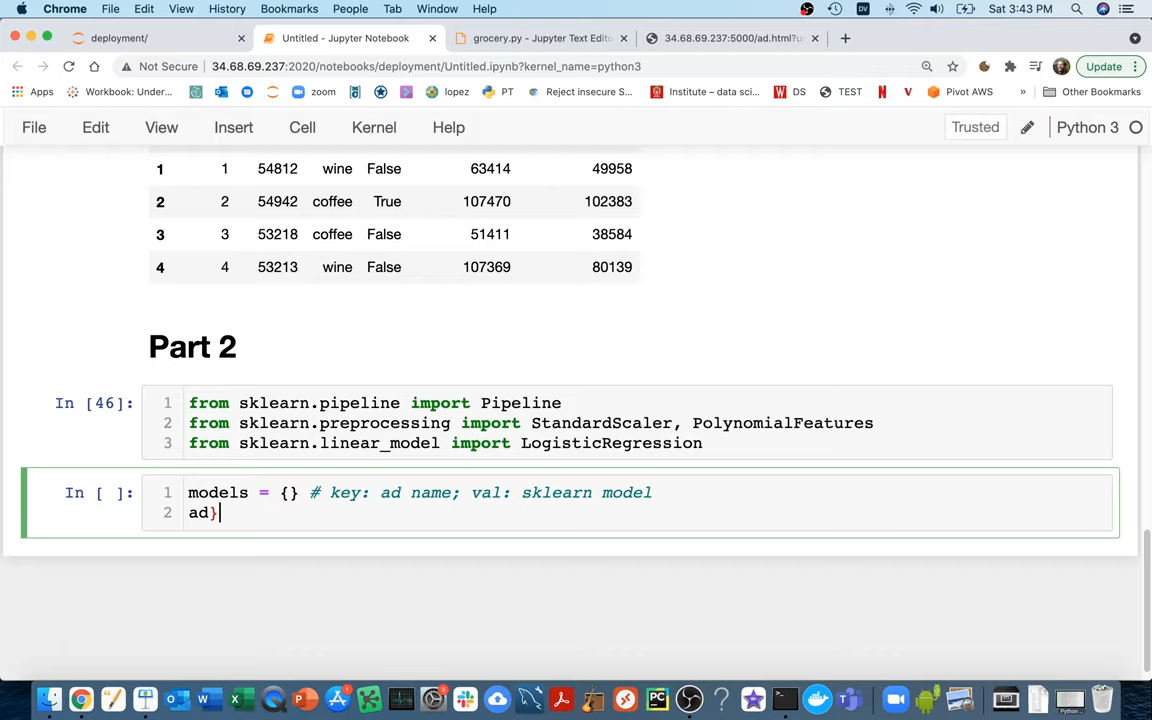 Chrome File Edit View History Bookmarks People Tab Window Help DV Sat 3:43 PM
deployment/ Untitled - Jupyter Notebook grocery.py - Jupyter Text Edito 34.68.69.237:5000/ad.html?u
Not Secure 34.68.69.237:2020/notebooks/deployment/Untitled.ipynb?kernel_name=python3 Update
Apps Workbook: Under... zoom lopez PT Reject insecure S... Institute – data sci... DS TEST Pivot AWS » Other Bookmarks
File Edit View Insert Cell Kernel Help Trusted Python 3
1 1 54812 wine False 63414 49958
2 2 54942 coffee True 107470 102383
3 3 53218 coffee False 51411 38584
4 4 53213 wine False 107369 80139
Part 2
In [46]: 1 from sklearn.pipeline import Pipeline
2 from sklearn.preprocessing import StandardScaler, PolynomialFeatures
3 from sklearn.linear_model import LogisticRegression
In [ ]: 1 models = {} # key: ad name; val: sklearn model
2 ad}